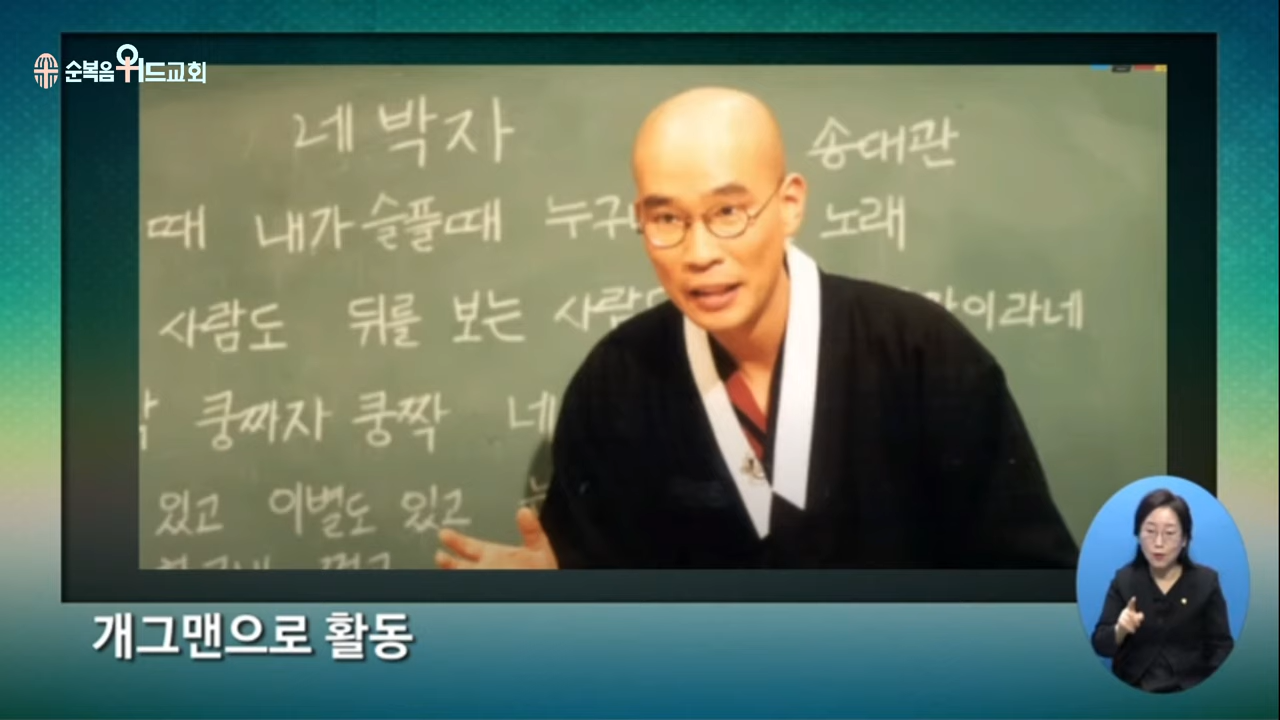 순복음위드교회
네 박자 송대관
때 내가 슬플때 누구 노래
사람도 뒤를 보는 사람 이라네
쿵짜자 쿵짝 네
있고 이별도 있고
개그맨으로 활동